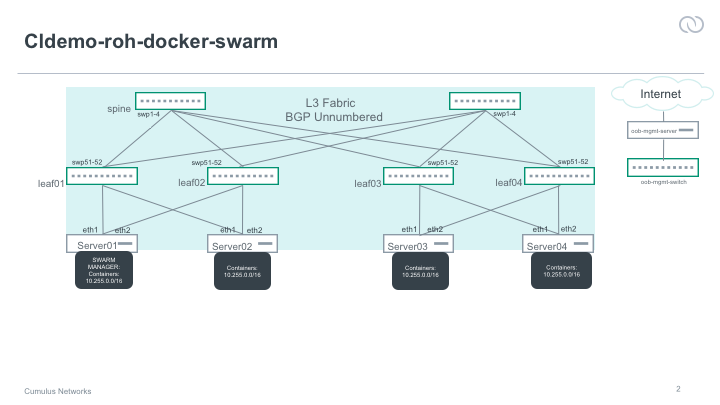 Cldemo-roh-docker-swarm
Internet
L3 Fabric
BGP Unnumbered
spine
swp1-4
swp1-4
oob-mgmt-server
swp51-52
swp51-52
swp51-52
swp51-52
leaf01
leaf02
leaf03
leaf04
oob-mgmt-switch
eth1
eth2
eth1
eth2
eth1
eth2
eth1
eth2
Server01
Server02
Server03
Server04
SWARM
MANAGER:
Containers:
10.255.0.0/16
Containers:
10.255.0.0/16
Containers:
10.255.0.0/16
Containers:
10.255.0.0/16
Cumulus Networks
2